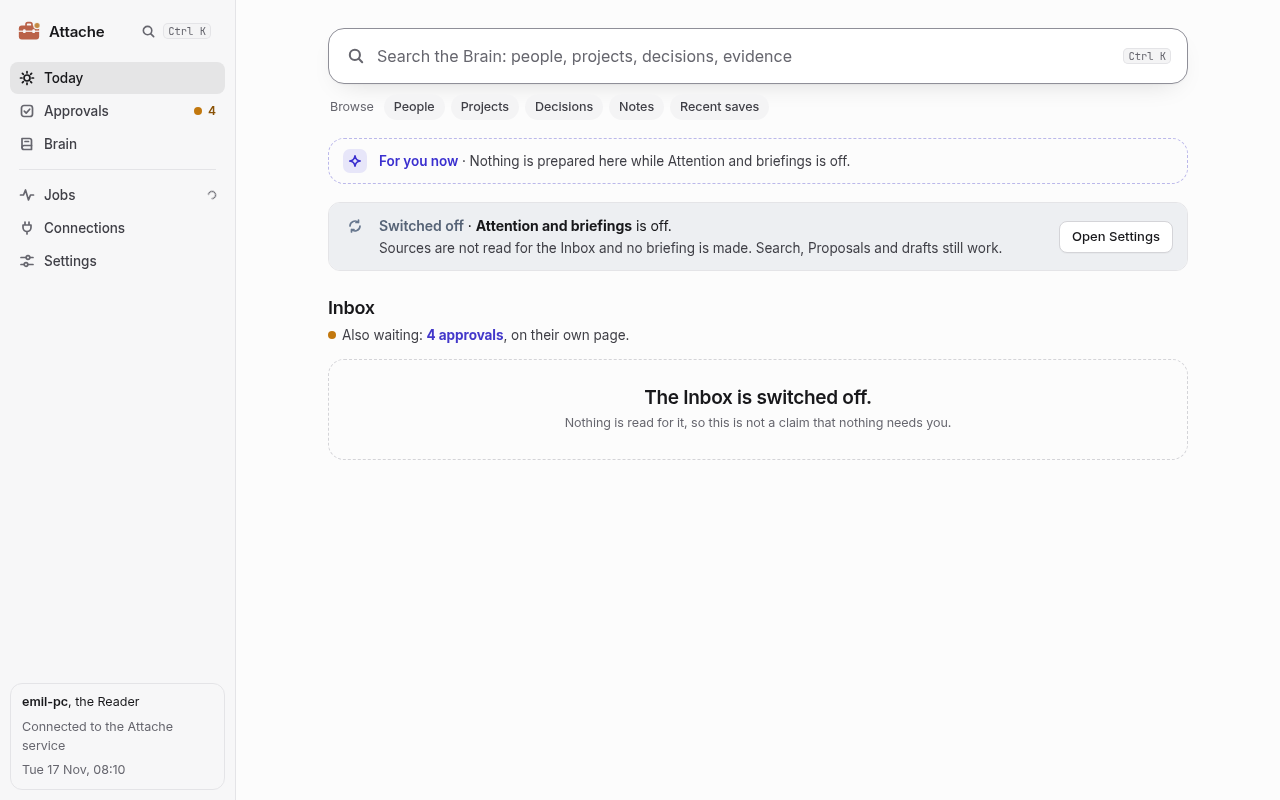 Attache
Ctrl K
Today
Approvals
4
Brain
Jobs
Connections
Settings
emil-pc, the Reader
Connected to the Attache
service
Tue 17 Nov, 08:10
Search the Brain: people, projects, decisions, evidence
Ctrl K
Browse People Projects Decisions Notes Recent saves
For you now · Nothing is prepared here while Attention and briefings is off.
Switched off · Attention and briefings is off.
Sources are not read for the Inbox and no briefing is made. Search, Proposals and drafts still work.
Open Settings
Inbox
Also waiting: 4 approvals, on their own page.
The Inbox is switched off.
Nothing is read for it, so this is not a claim that nothing needs you.